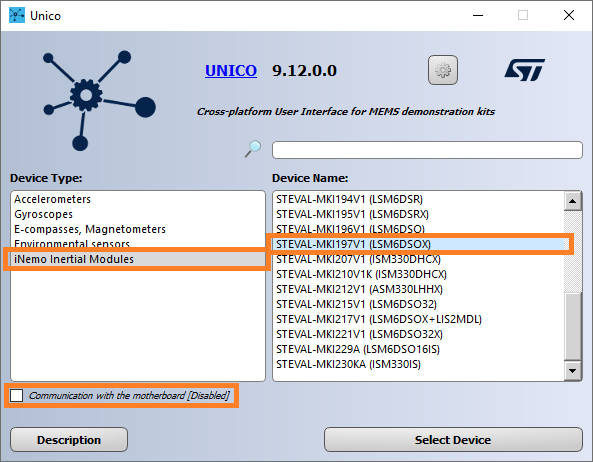 Unico
UNICO 9.12.0.0
ST
Cross-platform User Interface for MEMS demonstration kits
Device Type:
Accelerometers
Gyroscopes
E-compasses, Magnetometers
Environmental sensors
iNemo Inertial Modules
Device Name:
STEVAL-MKI194V1 (LSM6DSR)
STEVAL-MKI195V1 (LSM6DSRX)
STEVAL-MKI196V1 (LSM6DSO)
STEVAL-MKI197V1 (LSM6DSOX)
STEVAL-MKI207V1 (ISM330DHCX)
STEVAL-MKI210V1K (ISM330DHCX)
STEVAL-MKI212V1 (ASM330LHHX)
STEVAL-MKI215V1 (LSM6DSO32)
STEVAL-MKI217V1 (LSM6DSOX+LIS2MDL)
STEVAL-MKI221V1 (LSM6DSO32X)
STEVAL-MKI229A (LSM6DSO16IS)
STEVAL-MKI230KA (ISM330IS)
Communication with the motherboard [Disabled]
Description
Select Device